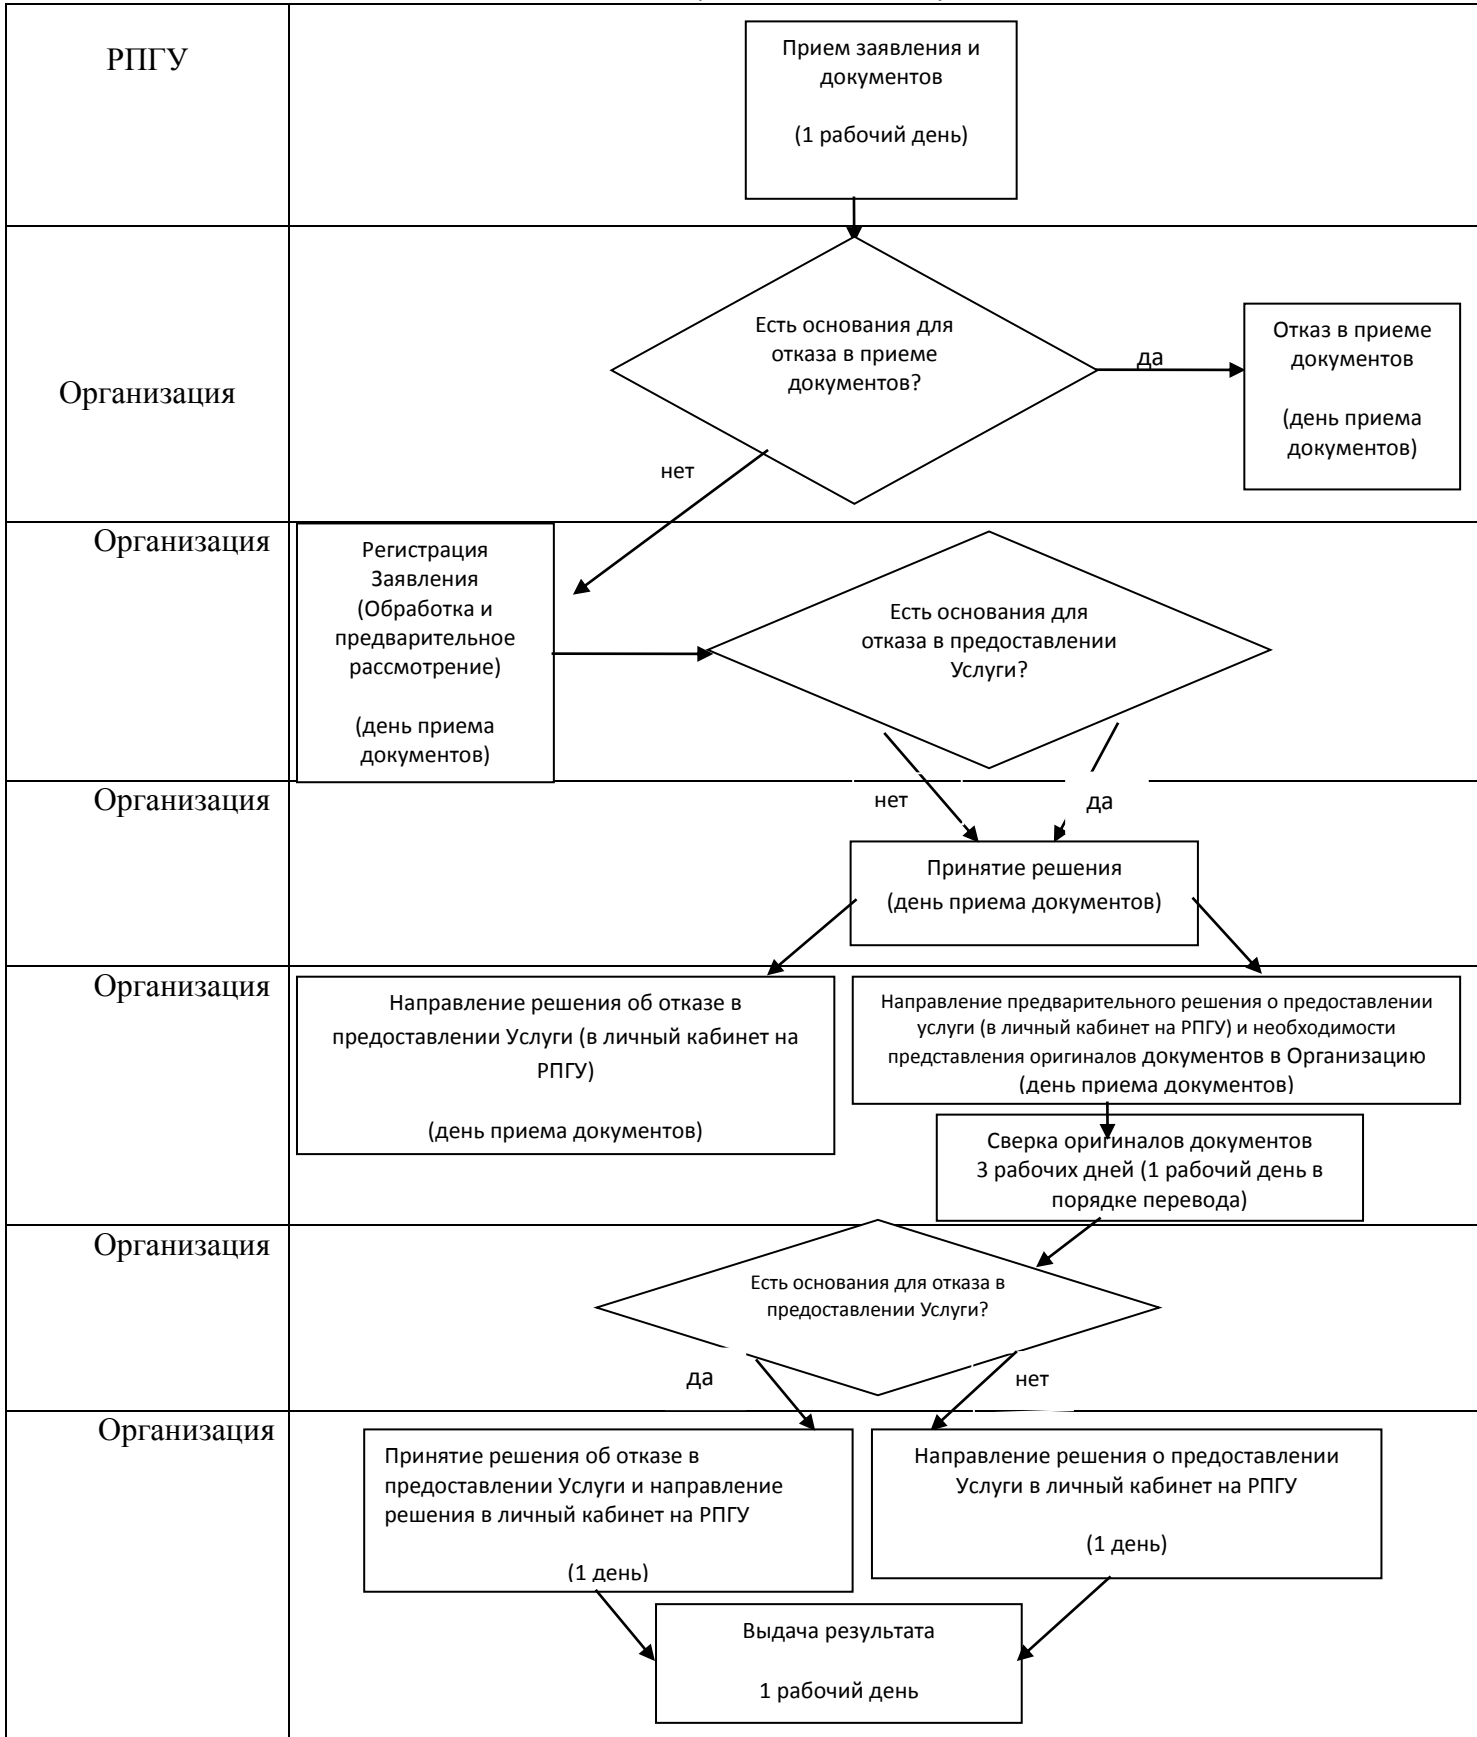 РПГУ
Прием заявления и
документов
(1 рабочий день)
Организация
Есть основания для
отказа в приеме
документов?
да
Отказ в приеме
документов
(день приема
документов)
нет
Организация
Регистрация
Заявления
(Обработка и
предварительное
рассмотрение)
(день приема
документов)
Есть основания для
отказа в предоставлении
Услуги?
Организация
нет
да
Принятие решения
(день приема документов)
Организация
Направление решения об отказе в
предоставлении Услуги (в личный кабинет на
РПГУ)
(день приема документов)
Направление предварительного решения о предоставлении
услуги (в личный кабинет на РПГУ) и необходимости
представления оригиналов документов в Организацию
(день приема документов)
Сверка оригиналов документов
3 рабочих дней (1 рабочий день в
порядке перевода)
Организация
Есть основания для отказа в
предоставлении Услуги?
да
нет
Организация
Принятие решения об отказе в
предоставлении Услуги и направление
решения в личный кабинет на РПГУ
(1 день)
Направление решения о предоставлении
Услуги в личный кабинет на РПГУ
(1 день)
Выдача результата
1 рабочий день